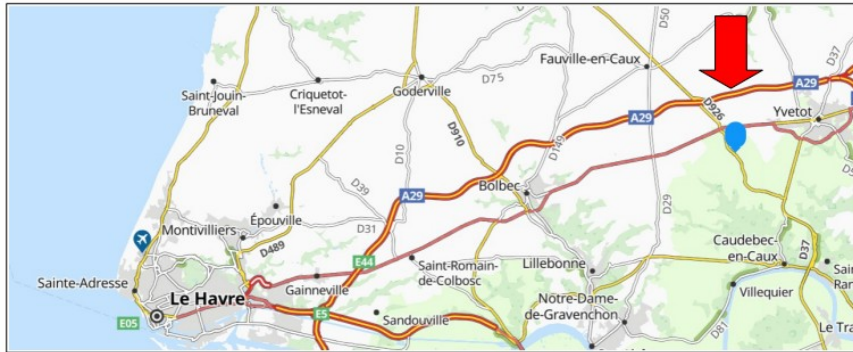 D50
D37
Fauville-en-Caux
D75
A29
Goderville
Criquetot-
l'Esneval
Saint-Jouin-
Bruneval
D926
Yvetot
A29
D910
D149
D10
D39
A29
Bolbec
D29
Épouville
Montivilliers
D31
D489
Caudebec-
en-Caux
D37
E44
Saint-Romain-
de-Colbosc
Lillebonne
Sainte-Adresse
Gainneville
Villequier
Le Havre
Notre-Dame-
de-Gravenchon
E5
Sandouville
E05
D81